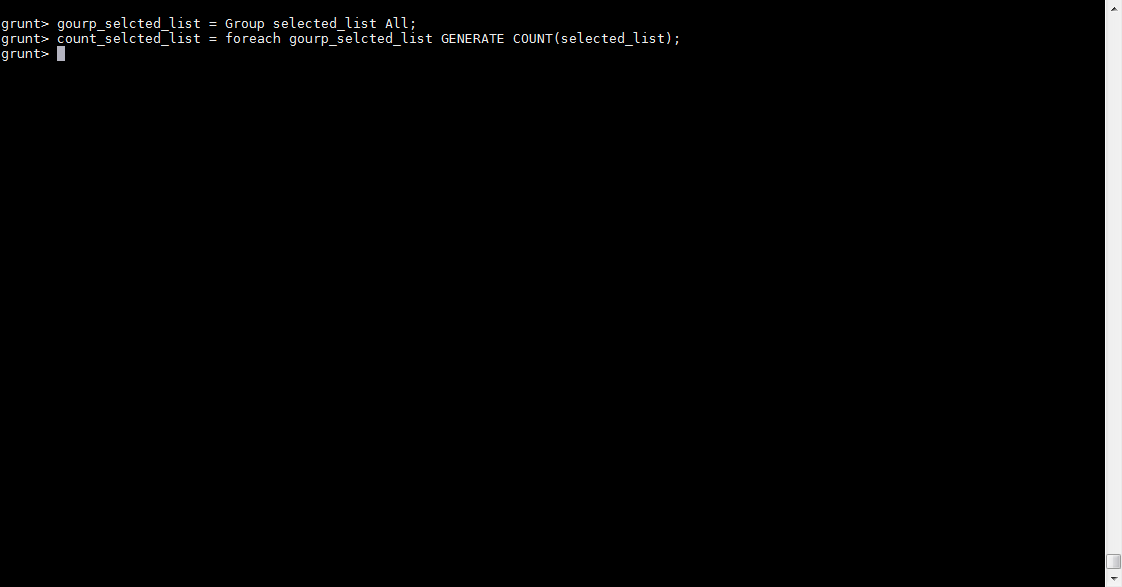 grunt> gourp_selcted_list = Group selected_list All;
grunt> count_selcted_list = foreach gourp_selcted_list GENERATE COUNT(selected_list);
grunt>